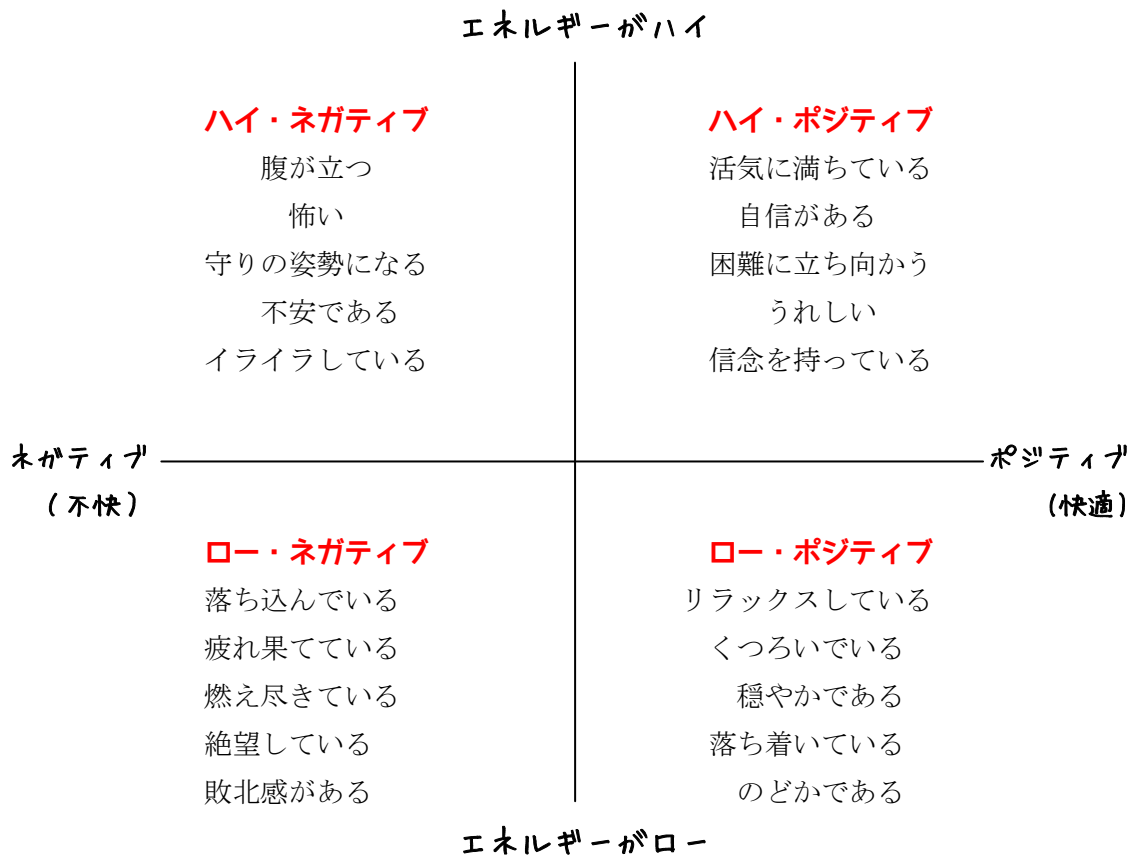 エネルギーがハイ
ハイ・ネガティブ
腹が立つ
怖い
守りの姿勢になる
不安である
イライラしている
ハイ・ポジティブ
活気に満ちている
自信がある
困難に立ち向かう
うれしい
信念を持っている
ネガティブ
(不快)
ポジティブ
(快適)
ロー・ネガティブ
落ち込んでいる
疲れ果てている
燃え尽きている
絶望している
敗北感がある
ロー・ポジティブ
リラックスしている
くつろいでいる
穏やかである
落ち着いている
のどかである
エネルギーがロー